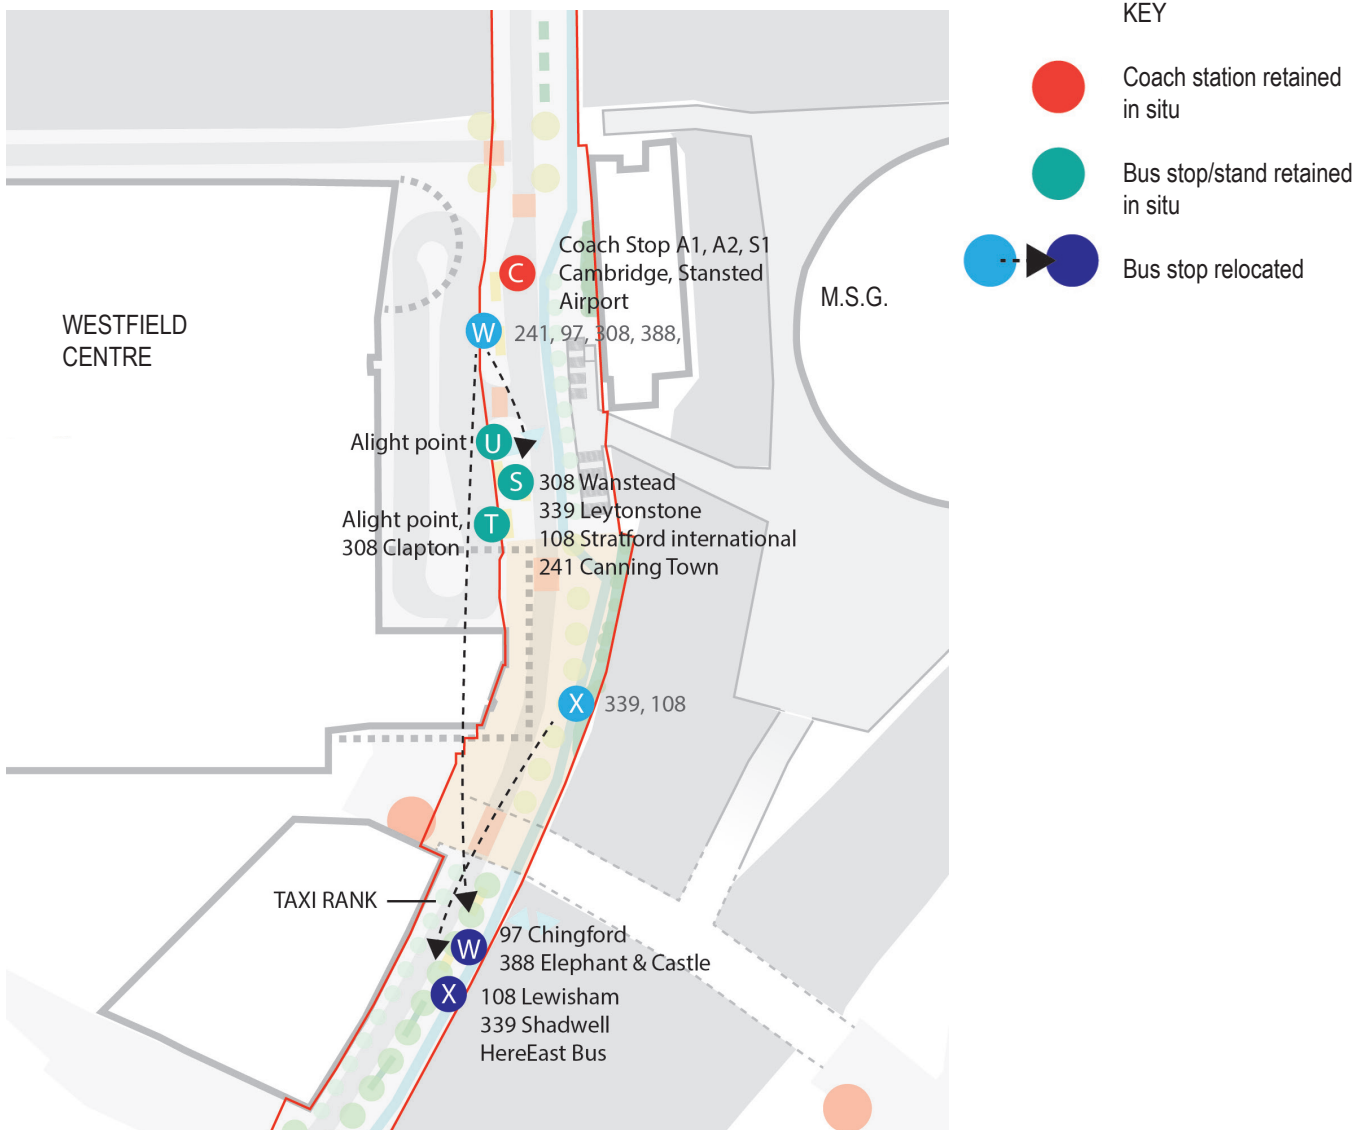 KEY
Coach station retained
in situ
Bus stop/stand retained
in situ
Bus stop relocated
Coach Stop A1, A2, S1
Cambridge, Stansted
Airport
C
M.S.G.
WESTFIELD
CENTRE
W
241, 97, 308, 388,
Alight point
U
S
308 Wanstead
339 Leytonstone
108 Stratford international
241 Canning Town
Alight point,
308 Clapton
T
X
339, 108
TAXI RANK
W
97 Chingford
388 Elephant & Castle
X
108 Lewisham
339 Shadwell
HereEast Bus